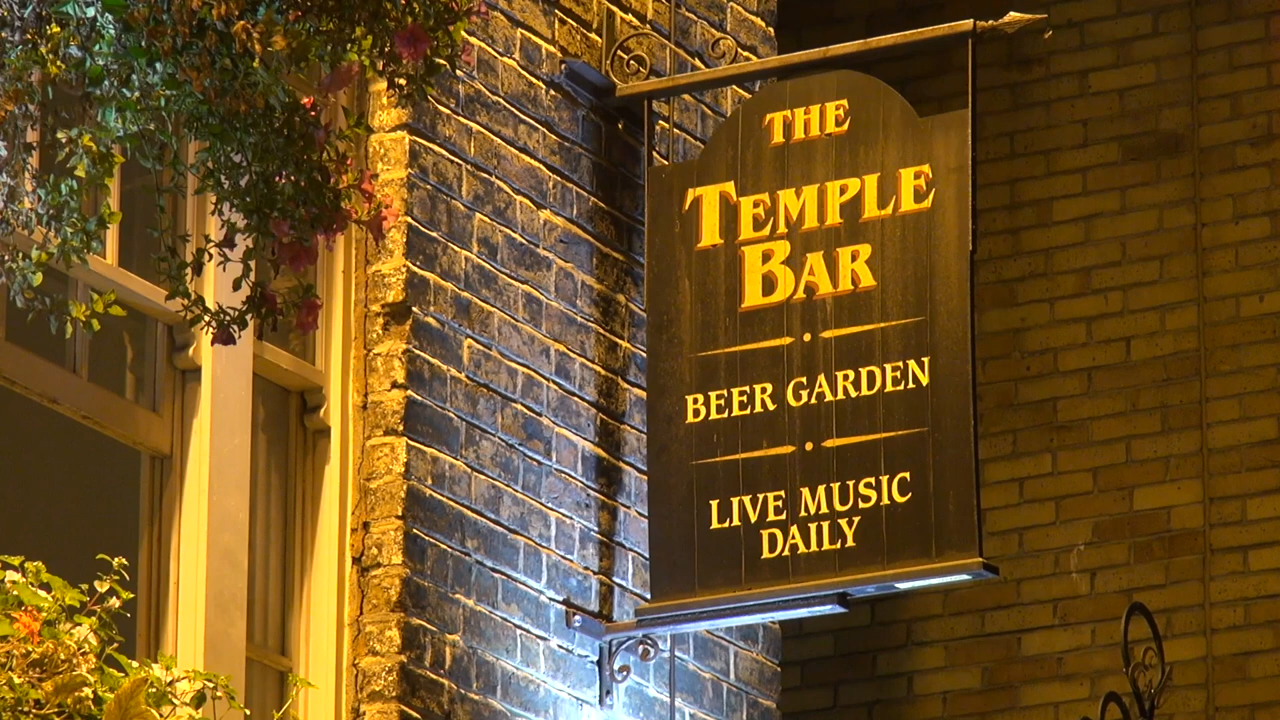 THE
TEMPLE
BAR
BEER GARDEN
LIVE MUSIC
DAILY